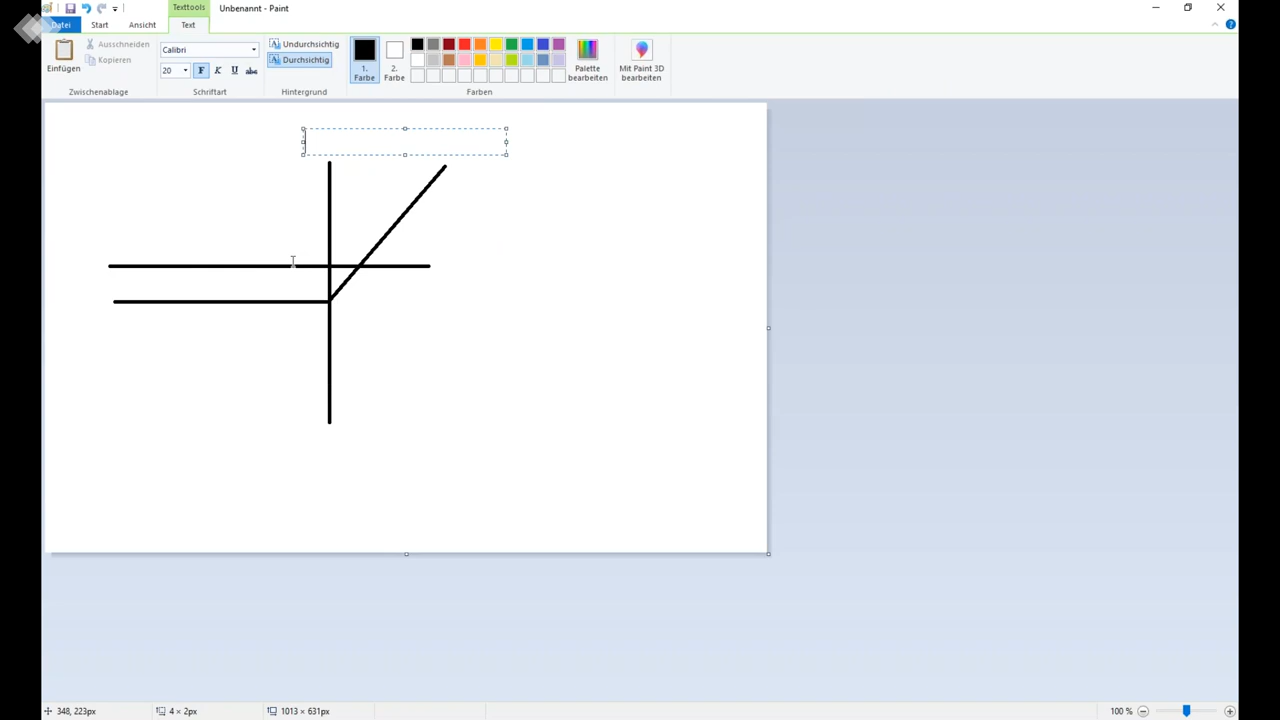 Texttools
Unbenannt - Paint
Datei Start Ansicht Text
Einfügen
Ausschneiden
Kopieren
Zwischenablage
Calibri
20 F K U abc
Schriftart
Undurchsichtig
Durchsichtig
Hintergrund
1. Farbe
2. Farbe
Palette bearbeiten
Farben
Mit Paint 3D bearbeiten
348, 223px
4 × 2px
1013 × 631px
100 %